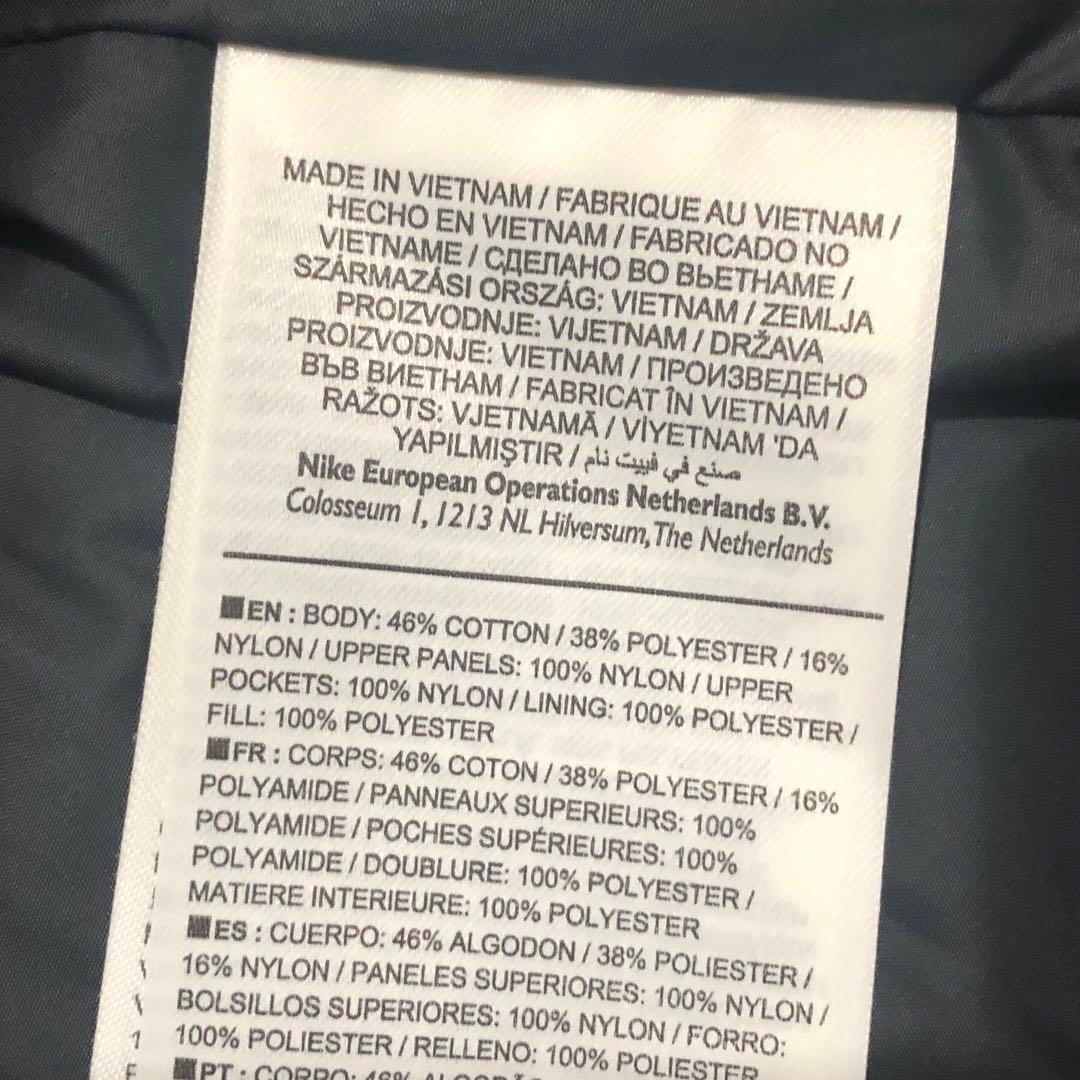 MADE IN VIETNAM / FABRIQUE AU VIETNAM /
HECHO EN VIETNAM / FABRICADO NO
VIETNAME / СДЕЛАНО ВО ВЬЕТНАМЕ /
SZÁRMAZÁSI ORSZÁG: VIETNAM / ZEMLJA
PROIZVODNJE: VIJETNAM / DRŽAVA
PROIZVODNJE: VIETNAM / ПРОИЗВЕДЕНО
ВЪВ ВИЕТНАМ / FABRICAT ÎN VIETNAM /
RAŽOTS: VJETNAMĀ / VİYETNAM 'DA
YAPILMIŞTIR / صنع في فييت نام
Nike European Operations Netherlands B.V.
Colosseum 1, 1213 NL Hilversum, The Netherlands
EN : BODY: 46% COTTON / 38% POLYESTER / 16%
NYLON / UPPER PANELS: 100% NYLON / UPPER
POCKETS: 100% NYLON / LINING: 100% POLYESTER /
FILL: 100% POLYESTER
FR : CORPS: 46% COTON / 38% POLYESTER / 16%
POLYAMIDE / PANNEAUX SUPERIEURS: 100%
POLYAMIDE / POCHES SUPÉRIEURES: 100%
POLYAMIDE / DOUBLURE: 100% POLYESTER /
MATIERE INTERIEURE: 100% POLYESTER
ES : CUERPO: 46% ALGODON / 38% POLIESTER /
16% NYLON / PANELES SUPERIORES: 100% NYLON /
BOLSILLOS SUPERIORES: 100% NYLON / FORRO:
100% POLIESTER / RELLENO: 100% POLIESTER
PT : CORPO: 46%